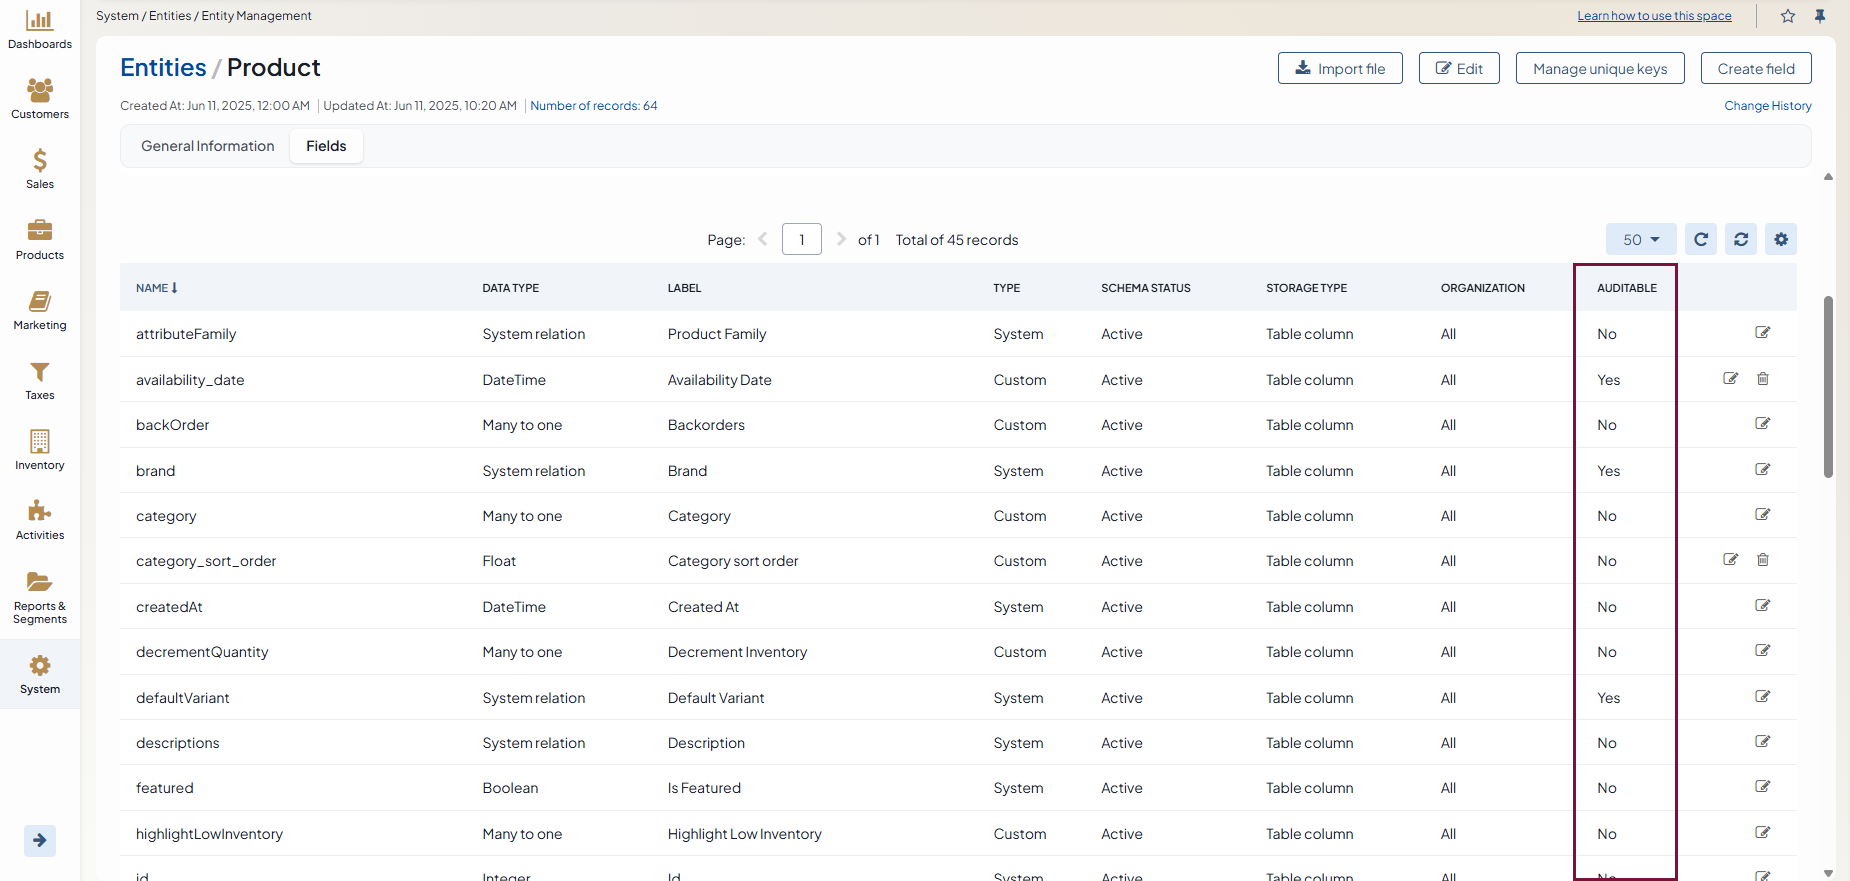 System / Entities / Entity Management
Learn how to use this space
Dashboards
Customers
Sales
Products
Marketing
Taxes
Inventory
Activities
Reports &
Segments
System
Entities / Product
Import file
Edit
Manage unique keys
Create field
Created At: Jun 11, 2025, 12:00 AM | Updated At: Jun 11, 2025, 10:20 AM | Number of records: 64
Change History
General Information
Fields
Page: 1 of 1 Total of 45 records
50
NAME DATA TYPE LABEL TYPE SCHEMA STATUS STORAGE TYPE ORGANIZATION AUDITABLE
attributeFamily System relation Product Family System Active Table column All No
availability_date DateTime Availability Date Custom Active Table column All Yes
backOrder Many to one Backorders Custom Active Table column All No
brand System relation Brand System Active Table column All Yes
category Many to one Category Custom Active Table column All No
category_sort_order Float Category sort order Custom Active Table column All No
createdAt DateTime Created At System Active Table column All No
decrementQuantity Many to one Decrement Inventory Custom Active Table column All No
defaultVariant System relation Default Variant System Active Table column All Yes
descriptions System relation Description System Active Table column All No
featured Boolean Is Featured System Active Table column All No
highlightLowInventory Many to one Highlight Low Inventory Custom Active Table column All No
id Integer Id System Active Table column All No